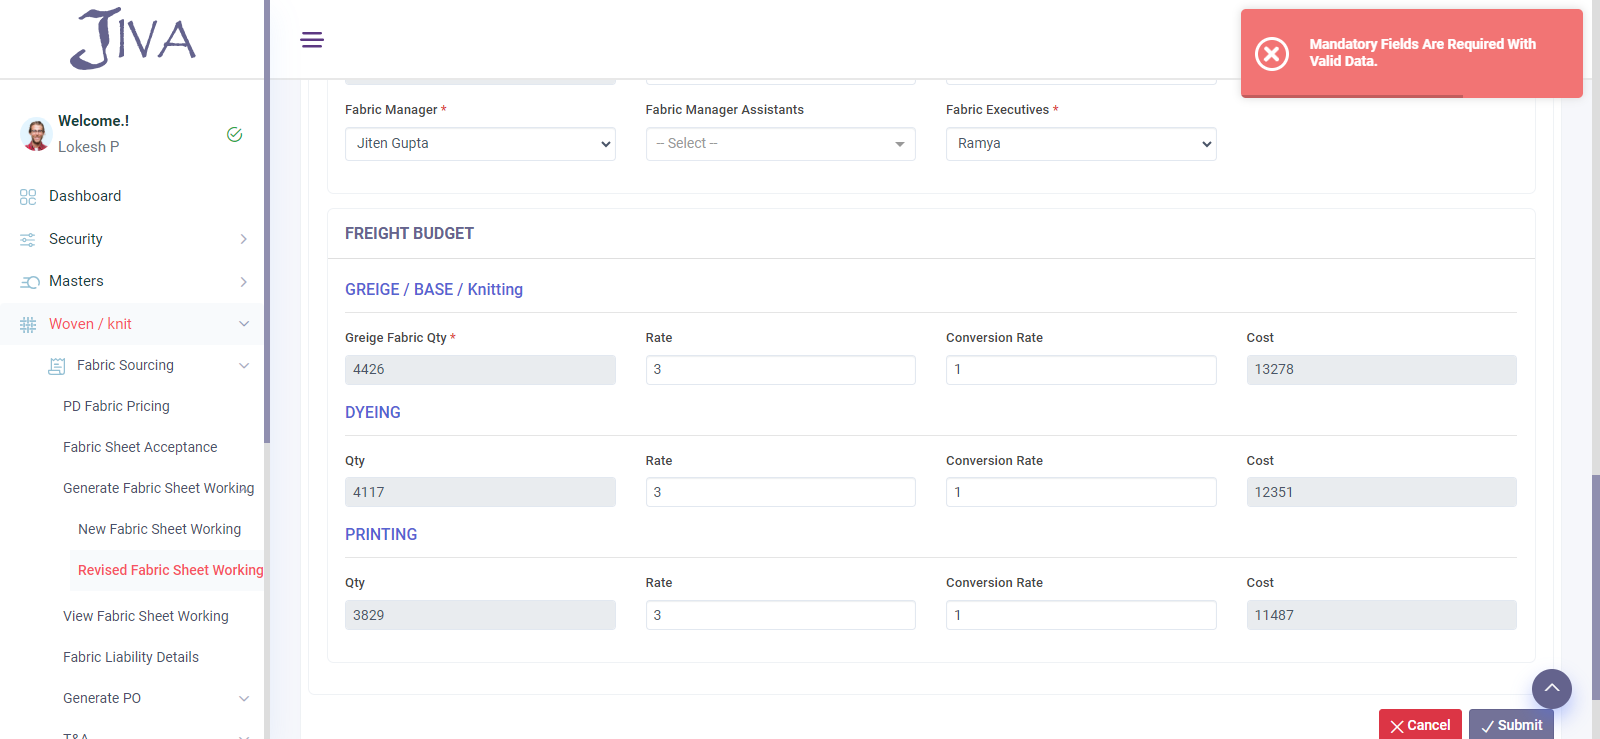 JIVA
Mandatory Fields Are Required With
Valid Data.
Welcome.!
Lokesh P
Dashboard
Security
Masters
Woven / knit
Fabric Sourcing
PD Fabric Pricing
Fabric Sheet Acceptance
Generate Fabric Sheet Working
New Fabric Sheet Working
Revised Fabric Sheet Working
View Fabric Sheet Working
Fabric Liability Details
Generate PO
T&A
Fabric Manager * Fabric Manager Assistants Fabric Executives *
Jiten Gupta -- Select -- Ramya
FREIGHT BUDGET
GREIGE / BASE / Knitting
Greige Fabric Qty * Rate Conversion Rate Cost
4426 3 1 13278
DYEING
Qty Rate Conversion Rate Cost
4117 3 1 12351
PRINTING
Qty Rate Conversion Rate Cost
3829 3 1 11487
Cancel Submit